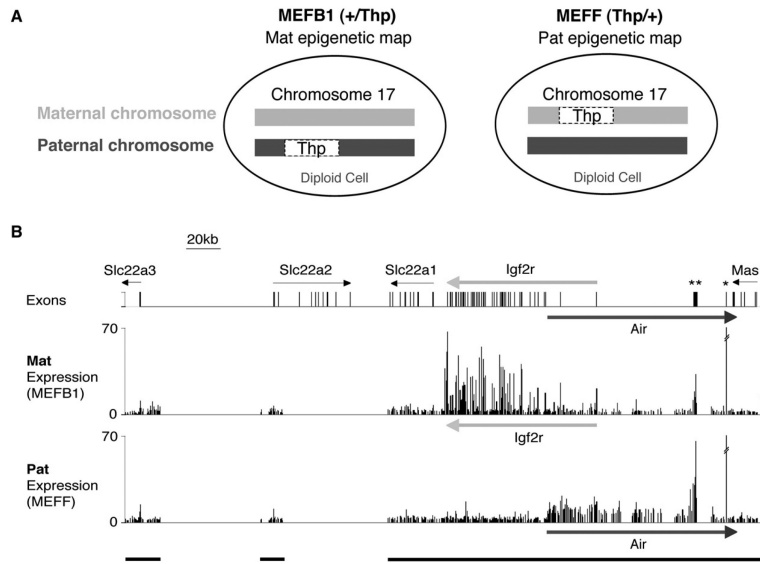 A
MEFB1 (+/Thp)
Mat epigenetic map
MEFF (Thp/+)
Pat epigenetic map
Chromosome 17
Chromosome 17
Maternal chromosome
Thp
Paternal chromosome
Thp
Diploid Cell
Diploid Cell
B
20kb
Slc22a3
Slc22a2
Slc22a1
Igf2r
**
*
Mas
Exons
Air
70
Mat
Expression
(MEFB1)
0
Igf2r
70
Pat
Expression
(MEFF)
0
Air